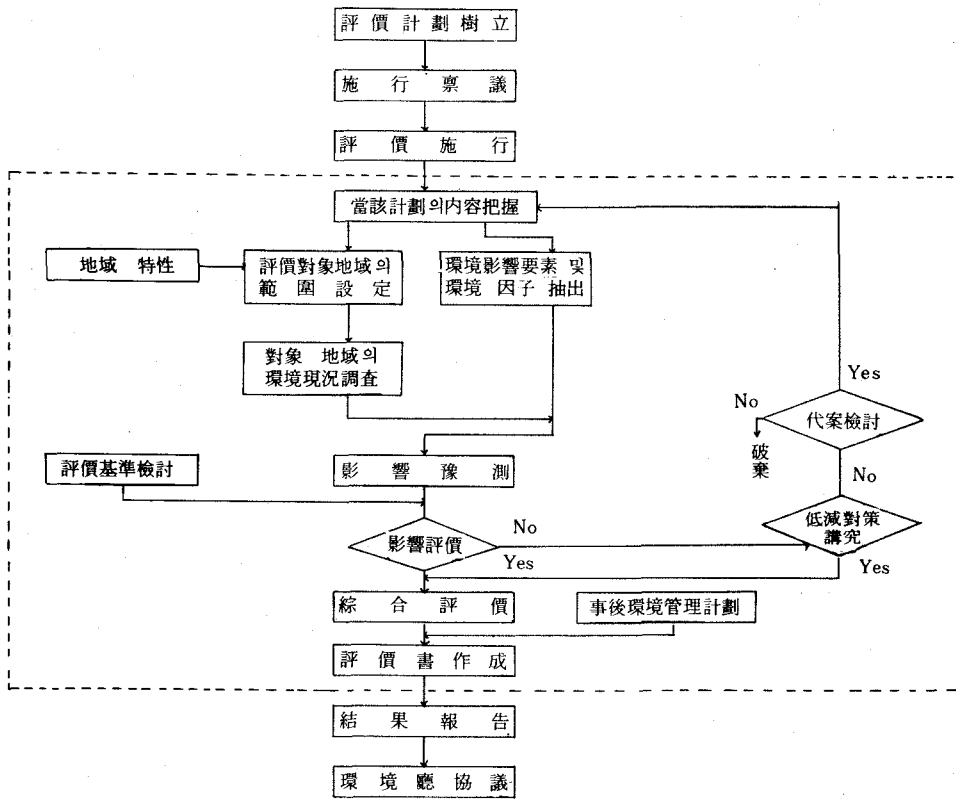 評價計劃樹立
施行禀議
評價施行
當該計劃의內容把握
地域 特性
評價對象地域의
範圍設定
環境影響要素 및
環境 因子 抽出
對象 地域의
環境現況調査
Yes
No
代案檢討
破棄
評價基準檢討
影響豫測
No
低減對策
講究
No
影響評價
Yes
Yes
綜合評價
事後環境管理計劃
評價書作成
結果報告
環境廳協議